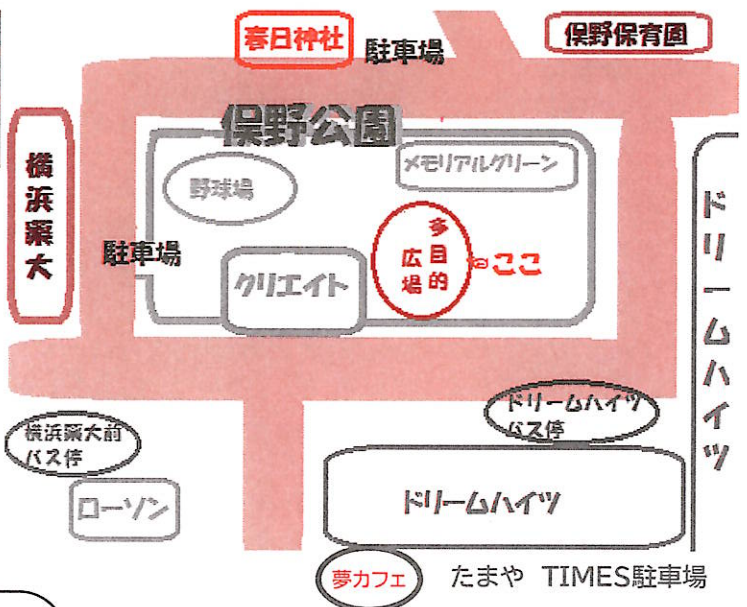 春日神社
駐車場
俣野保育園
俣野公園
横浜薬大
野球場
メモリアルグリーン
駐車場
クリエイト
多目的
広場
☜ここ
ドリームハイツ
横浜薬大前
バス停
ドリームハイツ
バス停
ローソン
ドリームハイツ
夢カフェ
たまや TIMES駐車場